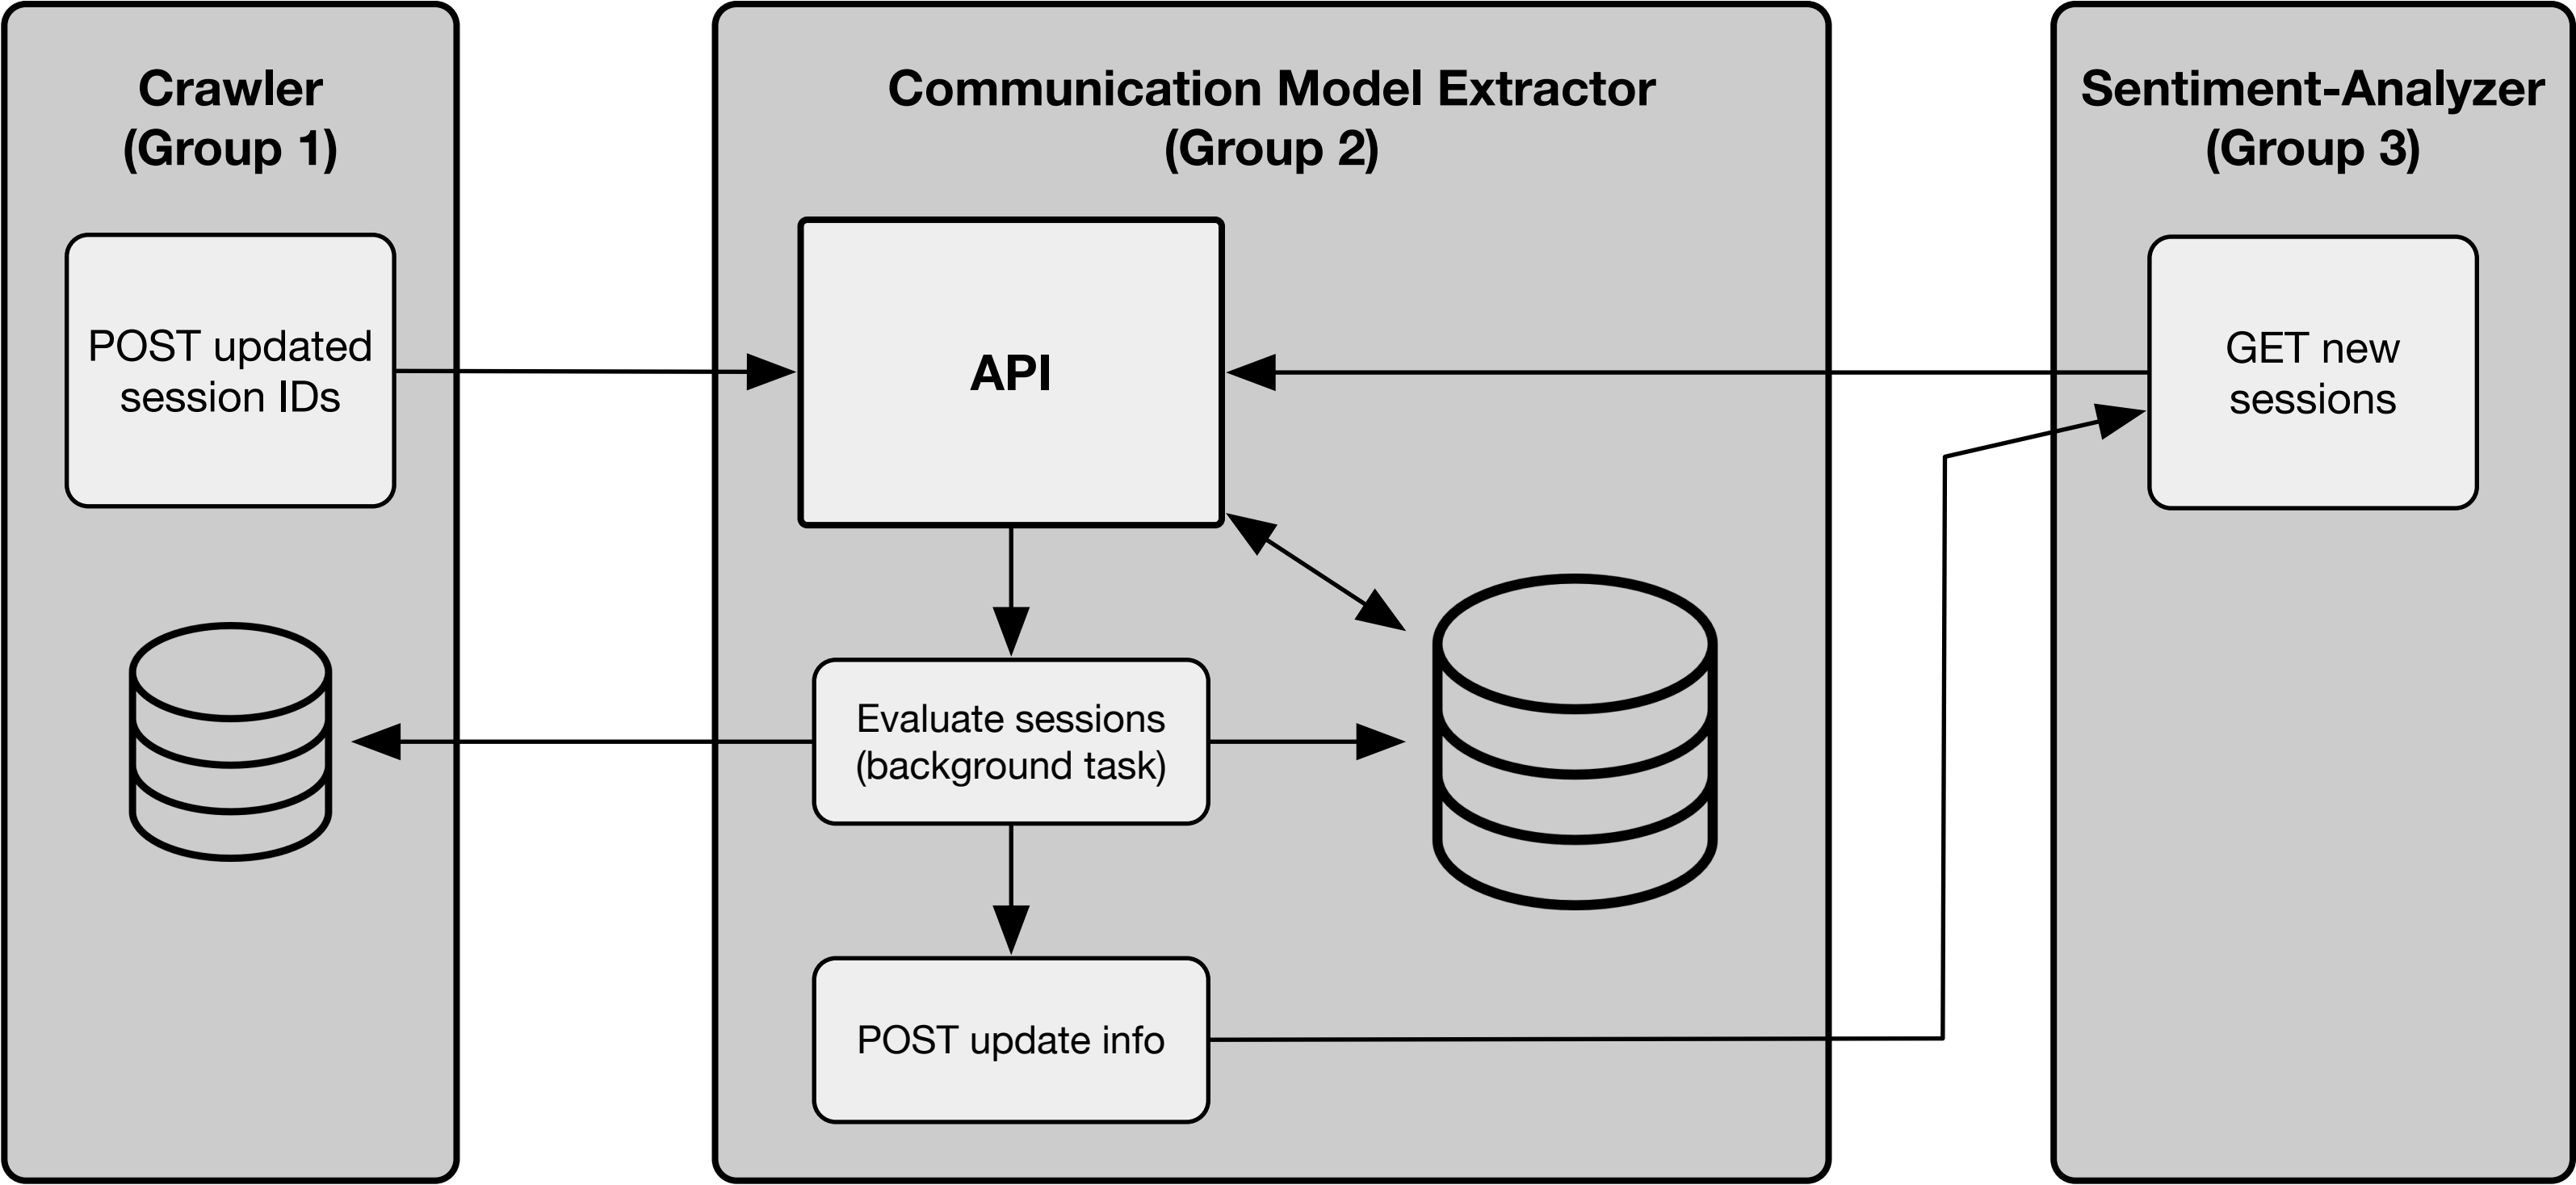 Crawler
(Group 1)
POST updated
session IDs
Communication Model Extractor
(Group 2)
API
Evaluate sessions
(background task)
POST update info
Sentiment-Analyzer
(Group 3)
GET new
sessions